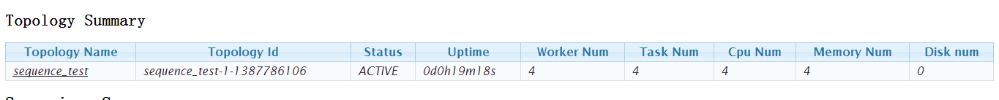 Topology Summary
Topology Name Topology Id Status Uptime Worker Num Task Num Cpu Num Memory Num Disk num
sequence_test sequence_test-1-1387786106 ACTIVE 0d0h19m18s 4 4 4 4 0